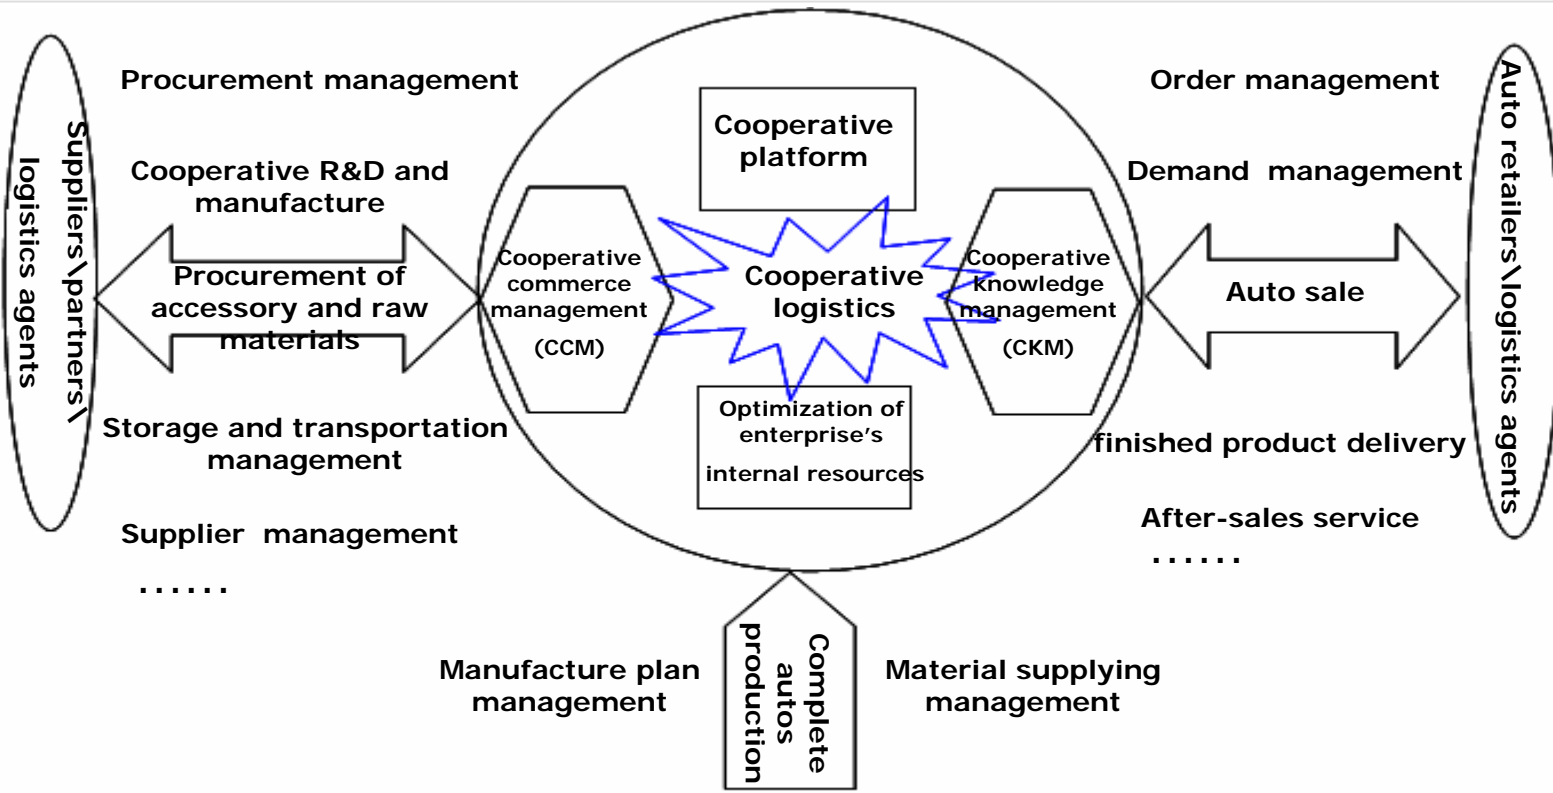 Suppliers\partners\
logistics agents
Procurement management
Cooperative R&D and
manufacture
Procurement of
accessory and raw
materials
Storage and transportation
management
Supplier  management
......
Cooperative
platform
Cooperative
commerce
management
(CCM)
Cooperative
logistics
Cooperative
knowledge
management
(CKM)
Optimization of
enterprise's
internal resources
Order management
Demand  management
Auto sale
finished product delivery
After-sales service
......
Auto retailers\logistics agents
Manufacture plan
management
Complete
autos
production
Material supplying
management